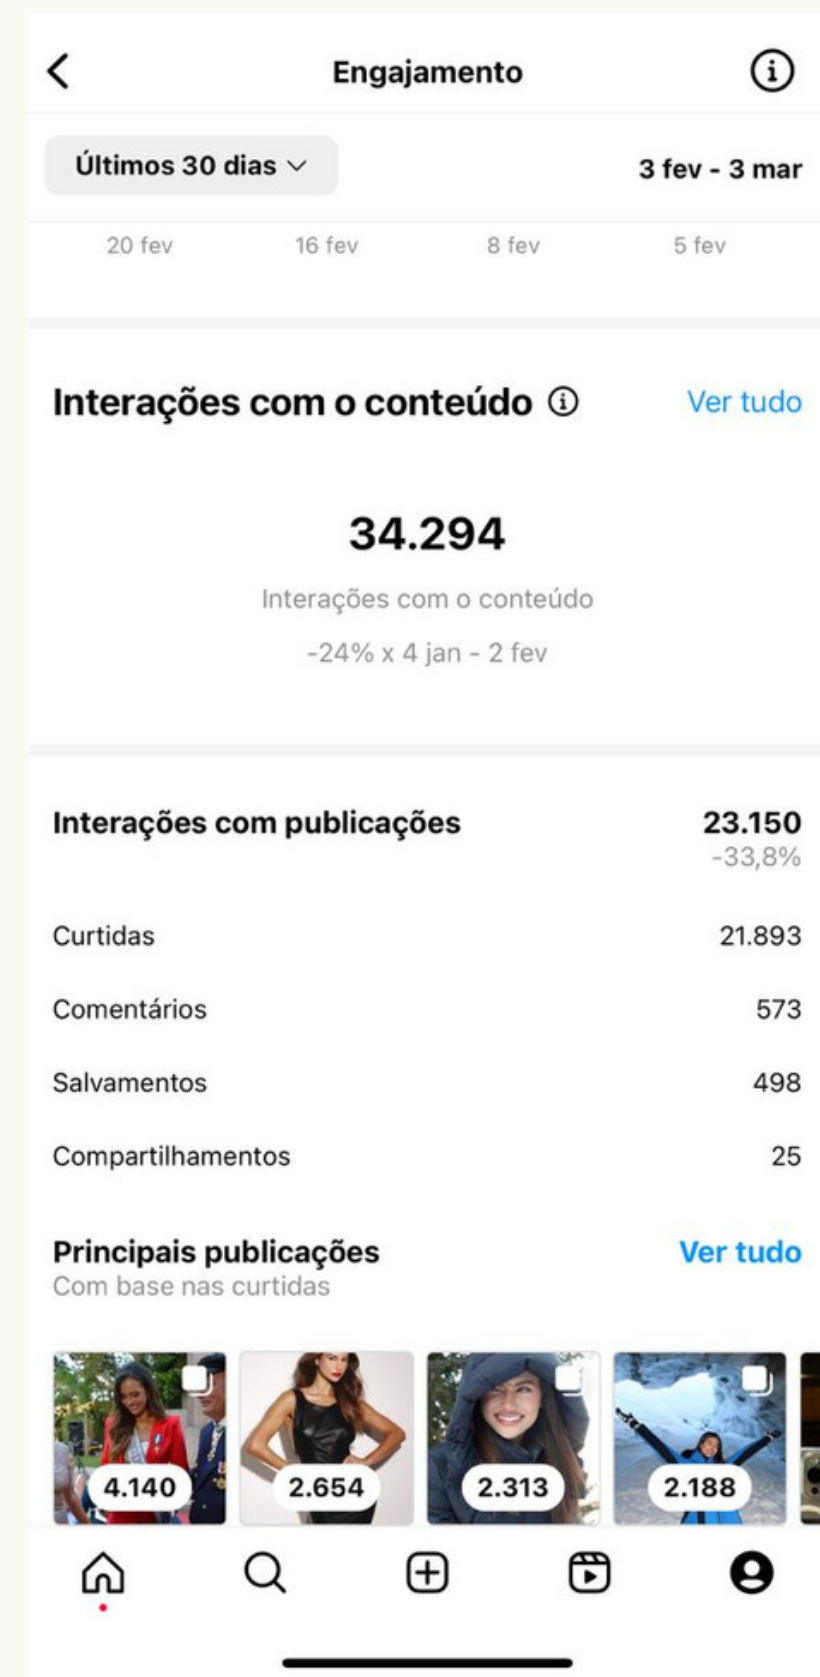 Engajamento
Últimos 30 dias
3 fev - 3 mar
20 fev 16 fev 8 fev 5 fev
Interações com o conteúdo Ver tudo
34.294
Interações com o conteúdo
-24% x 4 jan - 2 fev
Interações com publicações 23.150
-33,8%
Curtidas 21.893
Comentários 573
Salvamentos 498
Compartilhamentos 25
Principais publicações Ver tudo
Com base nas curtidas
4.140 2.654 2.313 2.188